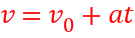 v = v₀ + at